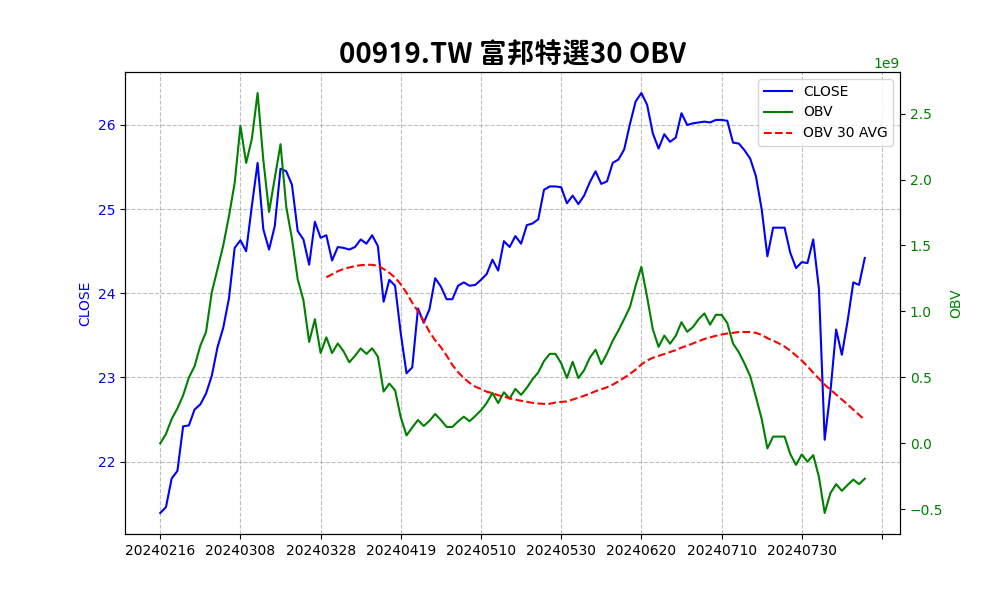 00919.TW 富邦特選30 OBV
1e9
CLOSE
OBV
OBV 30 AVG
26
25
24
23
22
CLOSE
2.5
2.0
1.5
1.0
0.5
0.0
−0.5
OBV
20240216 20240308 20240328 20240419 20240510 20240530 20240620 20240710 20240730